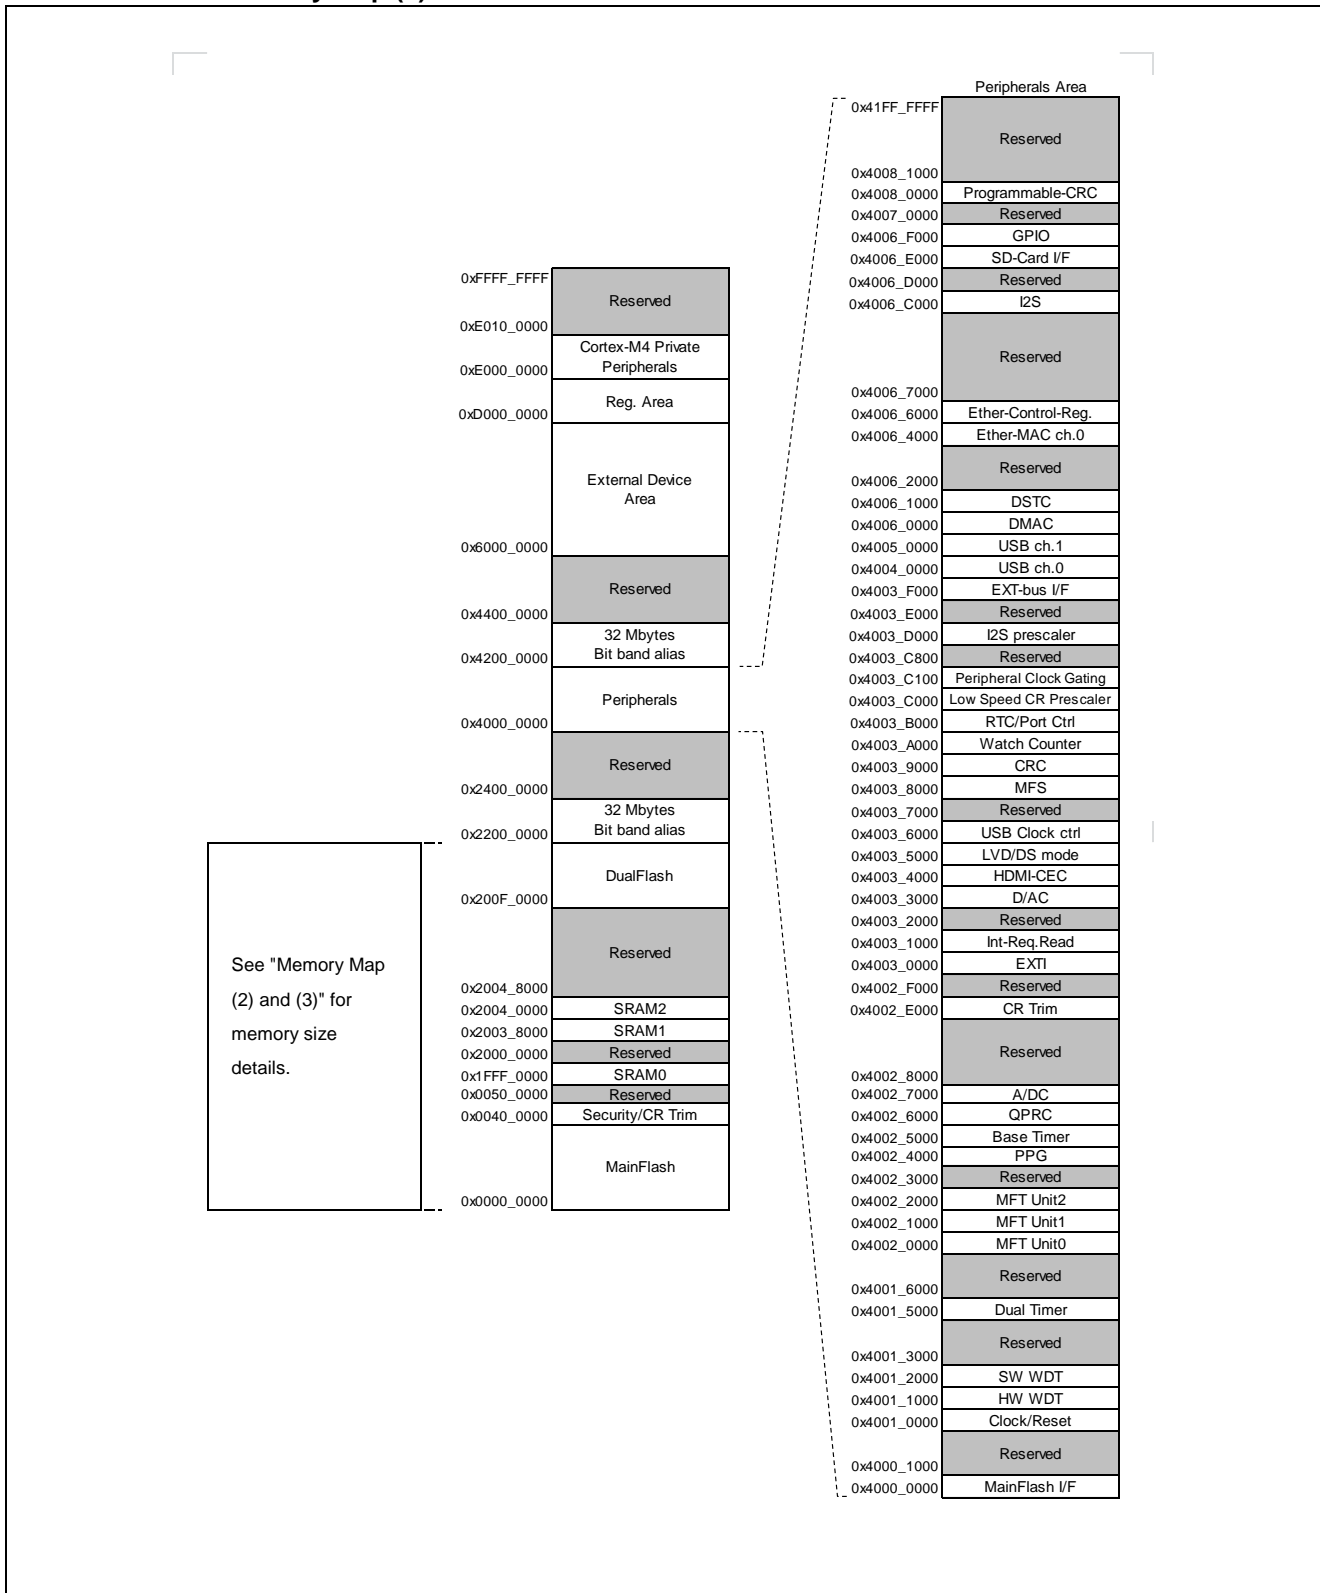 Peripherals Area
0x41FF_FFFF
Reserved
0x4008_1000
0x4008_0000 Programmable-CRC
0x4007_0000 Reserved
0x4006_F000 GPIO
0x4006_E000 SD-Card I/F
0x4006_D000 Reserved
0x4006_C000 I2S
Reserved
0x4006_7000
0x4006_6000 Ether-Control-Reg.
0x4006_4000 Ether-MAC ch.0
Reserved
0x4006_2000
0x4006_1000 DSTC
0x4006_0000 DMAC
0x4005_0000 USB ch.1
0x4004_0000 USB ch.0
0x4003_F000 EXT-bus I/F
0x4003_E000 Reserved
0x4003_D000 I2S prescaler
0x4003_C800 Reserved
0x4003_C100 Peripheral Clock Gating
0x4003_C000 Low Speed CR Prescaler
0x4003_B000 RTC/Port Ctrl
0x4003_A000 Watch Counter
0x4003_9000 CRC
0x4003_8000 MFS
0x4003_7000 Reserved
0x4003_6000 USB Clock ctrl
0x4003_5000 LVD/DS mode
0x4003_4000 HDMI-CEC
0x4003_3000 D/AC
0x4003_2000 Reserved
0x4003_1000 Int-Req.Read
0x4003_0000 EXTI
0x4002_F000 Reserved
0x4002_E000 CR Trim
Reserved
0x4002_8000
0x4002_7000 A/DC
0x4002_6000 QPRC
0x4002_5000 Base Timer
0x4002_4000 PPG
0x4002_3000 Reserved
0x4002_2000 MFT Unit2
0x4002_1000 MFT Unit1
0x4002_0000 MFT Unit0
Reserved
0x4001_6000
0x4001_5000 Dual Timer
Reserved
0x4001_3000
0x4001_2000 SW WDT
0x4001_1000 HW WDT
0x4001_0000 Clock/Reset
Reserved
0x4000_1000
0x4000_0000 MainFlash I/F
0xFFFF_FFFF
Reserved
0xE010_0000
Cortex-M4 Private
Peripherals
0xE000_0000
Reg. Area
0xD000_0000
External Device
Area
0x6000_0000
Reserved
0x4400_0000
32 Mbytes
Bit band alias
0x4200_0000
Peripherals
0x4000_0000
Reserved
0x2400_0000
32 Mbytes
Bit band alias
0x2200_0000
DualFlash
0x200F_0000
Reserved
0x2004_8000
0x2004_0000 SRAM2
0x2003_8000 SRAM1
0x2000_0000 Reserved
0x1FFF_0000 SRAM0
0x0050_0000 Reserved
0x0040_0000 Security/CR Trim
MainFlash
0x0000_0000
See "Memory Map
(2) and (3)" for
memory size
details.